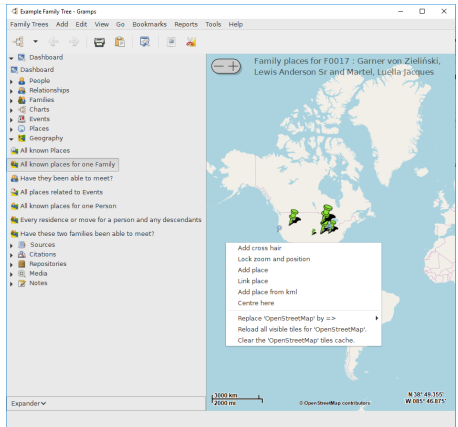 Example Family Tree - Gramps
Family Trees Add Edit View Go Bookmarks Reports Tools Help
Dashboard
Dashboard
People
Relationships
Families
Charts
Events
Places
Geography
All known Places
All known places for one Family
Have they been able to meet?
All places related to Events
All known places for one Person
Every residence or move for a person and any descendants
Have these two families been able to meet?
Sources
Citations
Repositories
Media
Notes
Expander
Family places for F0017 : Garner von Zieliński,
Lewis Anderson Sr and Martel, Luella Jacques
Add cross hair
Lock zoom and position
Add place
Link place
Add place from kml
Centre here
Replace 'OpenStreetMap' by =>
Reload all visible tiles for 'OpenStreetMap'.
Clear the 'OpenStreetMap' tiles cache.
3000 km
2000 mi
© OpenStreetMap contributors
N 38° 49.355'
W 085° 46.875'